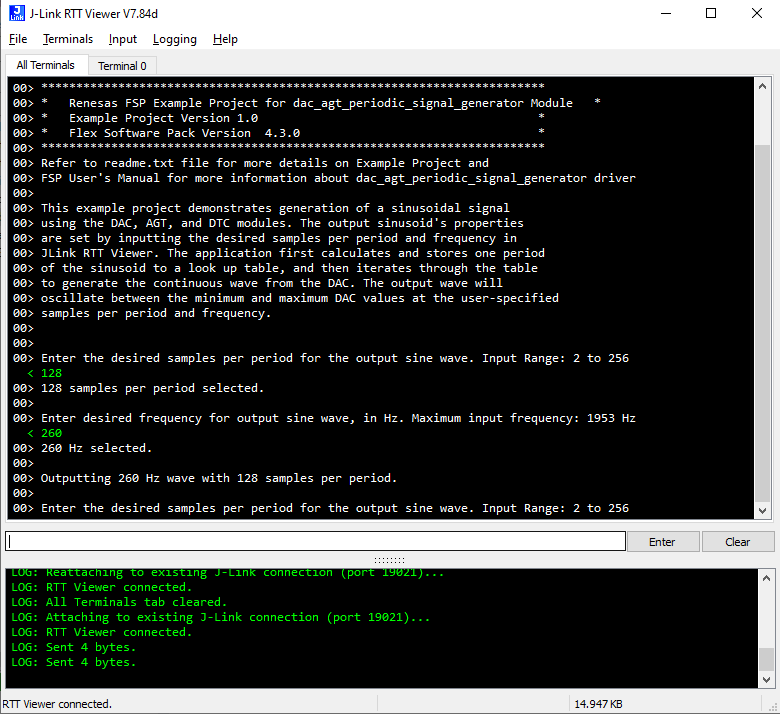 J-Link RTT Viewer V7.84d
File Terminals Input Logging Help
All Terminals Terminal 0
00> ************************************************************************
00> *   Renesas FSP Example Project for dac_agt_periodic_signal_generator Module   *
00> *   Example Project Version 1.0                                        *
00> *   Flex Software Pack Version  4.3.0                                  *
00> ************************************************************************
00> Refer to readme.txt file for more details on Example Project and
00> FSP User's Manual for more information about dac_agt_periodic_signal_generator driver
00>
00> This example project demonstrates generation of a sinusoidal signal
00> using the DAC, AGT, and DTC modules. The output sinusoid's properties
00> are set by inputting the desired samples per period and frequency in
00> JLink RTT Viewer. The application first calculates and stores one period
00> of the sinusoid to a look up table, and then iterates through the table
00> to generate the continuous wave from the DAC. The output wave will
00> oscillate between the minimum and maximum DAC values at the user-specified
00> samples per period and frequency.
00>
00>
00> Enter the desired samples per period for the output sine wave. Input Range: 2 to 256
< 128
00> 128 samples per period selected.
00>
00> Enter desired frequency for output sine wave, in Hz. Maximum input frequency: 1953 Hz
< 260
00> 260 Hz selected.
00>
00> Outputting 260 Hz wave with 128 samples per period.
00>
00> Enter the desired samples per period for the output sine wave. Input Range: 2 to 256
Enter Clear
LOG: Reattaching to existing J-Link connection (port 19021)...
LOG: RTT Viewer connected.
LOG: All Terminals tab cleared.
LOG: Attaching to existing J-Link connection (port 19021)...
LOG: RTT Viewer connected.
LOG: Sent 4 bytes.
LOG: Sent 4 bytes.
RTT Viewer connected. 14.947 KB